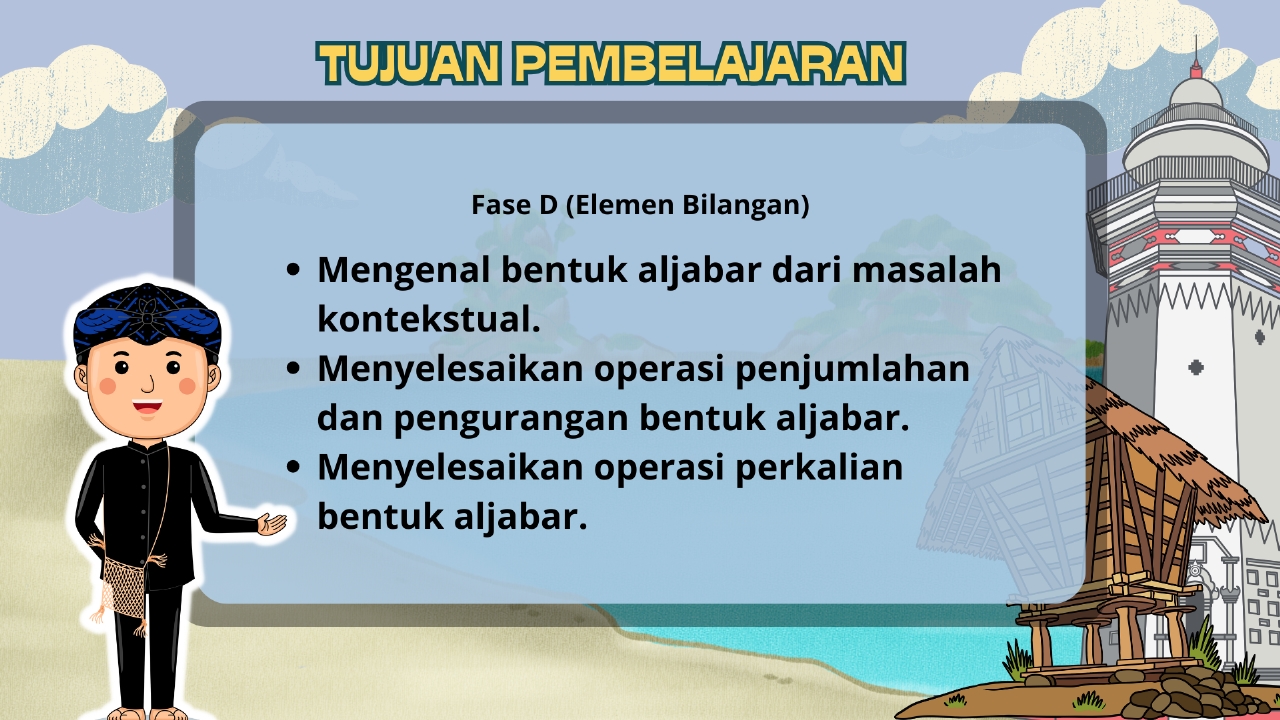 TUJUAN PEMBELAJARAN
Fase D (Elemen Bilangan)
• Mengenal bentuk aljabar dari masalah
kontekstual.
• Menyelesaikan operasi penjumlahan
dan pengurangan bentuk aljabar.
• Menyelesaikan operasi perkalian
bentuk aljabar.